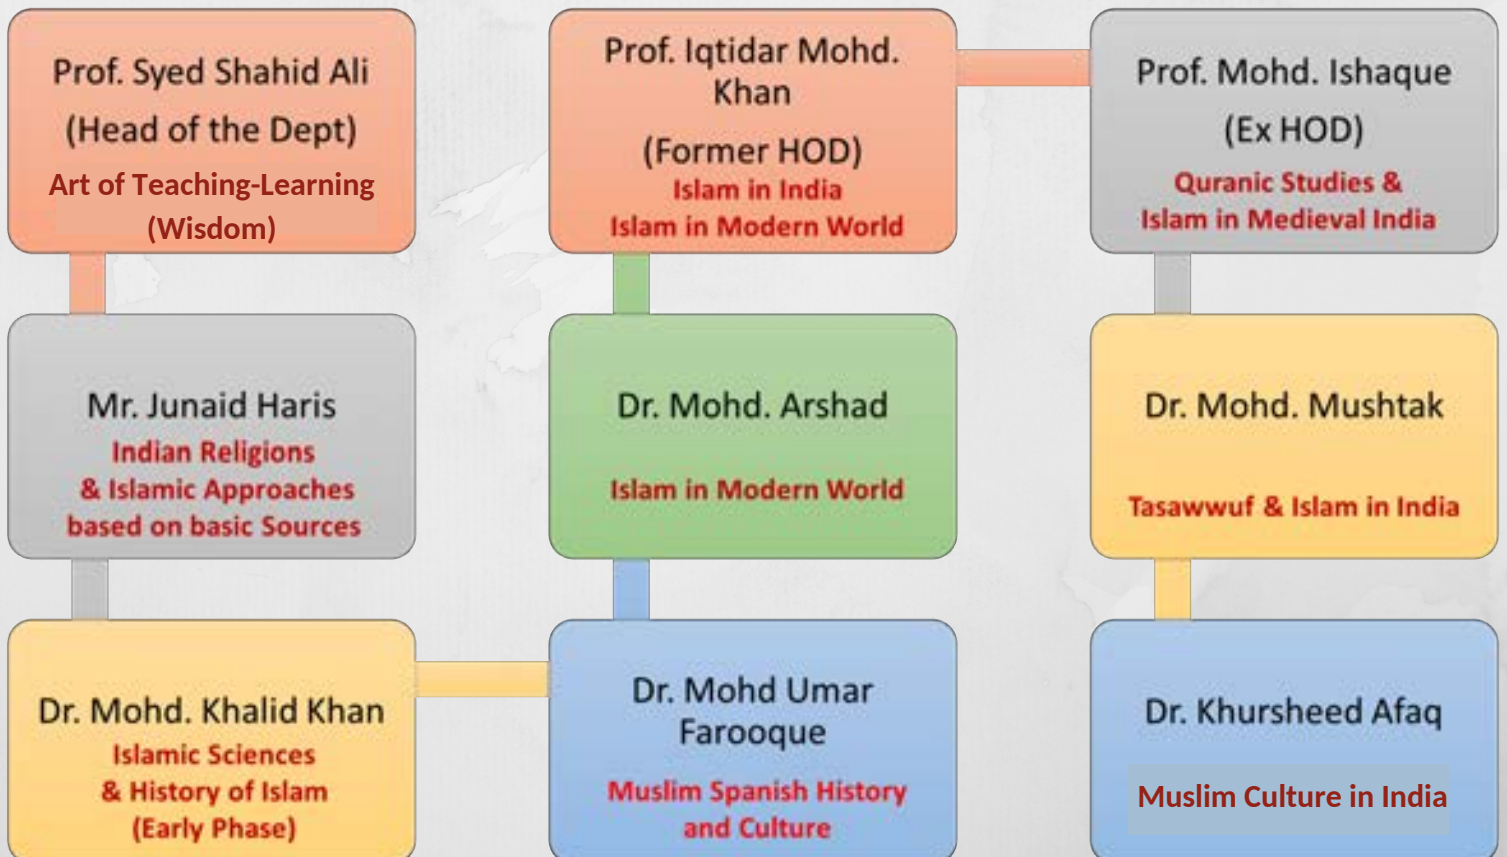 Prof. Syed Shahid Ali
(Head of the Dept)
Art of Teaching-Learning
(Wisdom)
Prof. Iqtidar Mohd.
Khan
(Former HOD)
Islam in India
Islam in Modern World
Prof. Mohd. Ishaque
(Ex HOD)
Quranic Studies &
Islam in Medieval India
Mr. Junaid Haris
Indian Religions
& Islamic Approaches
based on basic Sources
Dr. Mohd. Arshad
Islam in Modern World
Dr. Mohd. Mushtak
Tasawwuf & Islam in India
Dr. Mohd. Khalid Khan
Islamic Sciences
& History of Islam
(Early Phase)
Dr. Mohd Umar
Farooque
Muslim Spanish History
and Culture
Dr. Khursheed Afaq
Muslim Culture in India